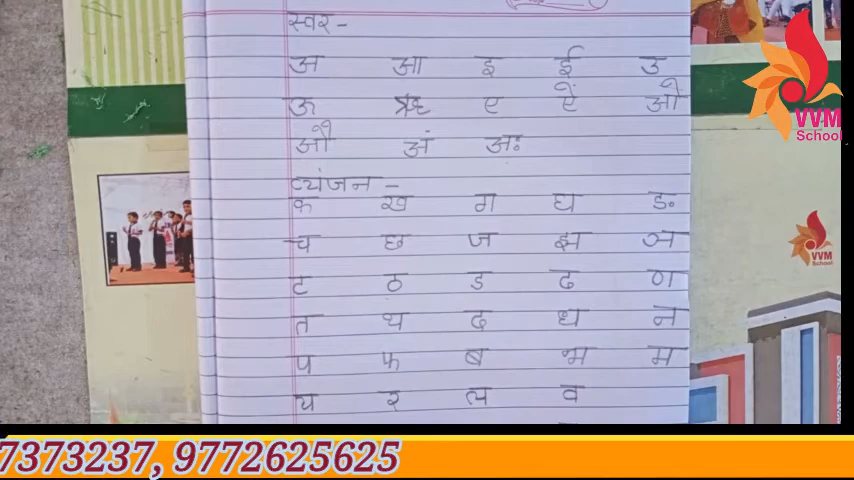 स्वर-
अ आ इ ई उ
ऊ ऋ ए ऐ ओ
औ अं अः
व्यंजन-
क ख ग घ ङ
च छ ज झ ञ
ट ठ ड ढ ण
त थ द ध न
प फ ब भ म
य र ल व
VVM
School
VVM
School
7373237, 9772625625